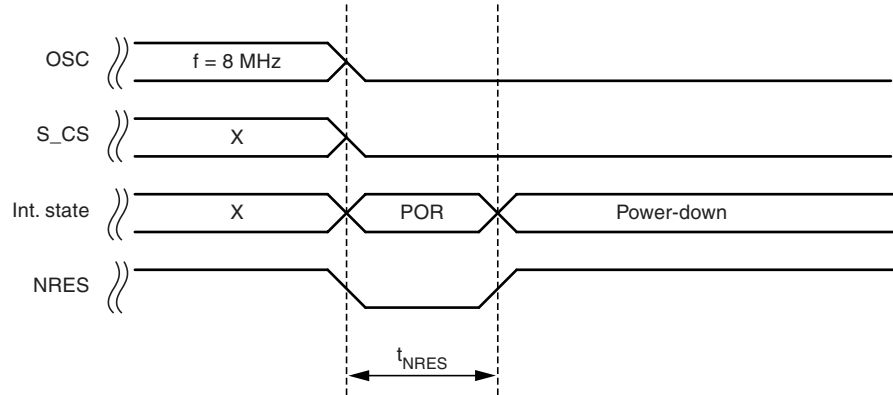 OSC
f = 8 MHz
S_CS
X
Int. state
X
POR
Power-down
NRES
tNRES